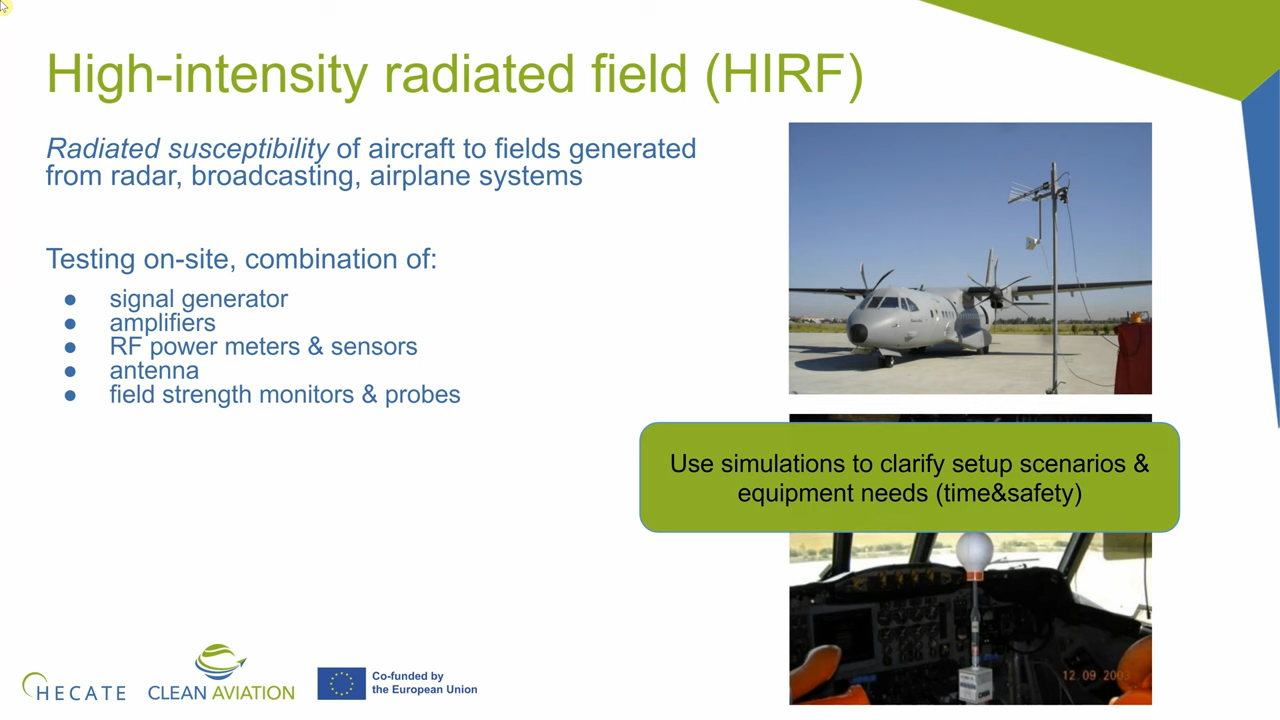 High-intensity radiated field (HIRF)
Radiated susceptibility of aircraft to fields generated
from radar, broadcasting, airplane systems
Testing on-site, combination of:
● signal generator
● amplifiers
● RF power meters & sensors
● antenna
● field strength monitors & probes
Use simulations to clarify setup scenarios &
equipment needs (time&safety)
12.09.2003
HECATE
CLEAN AVIATION
Co-funded by
the European Union